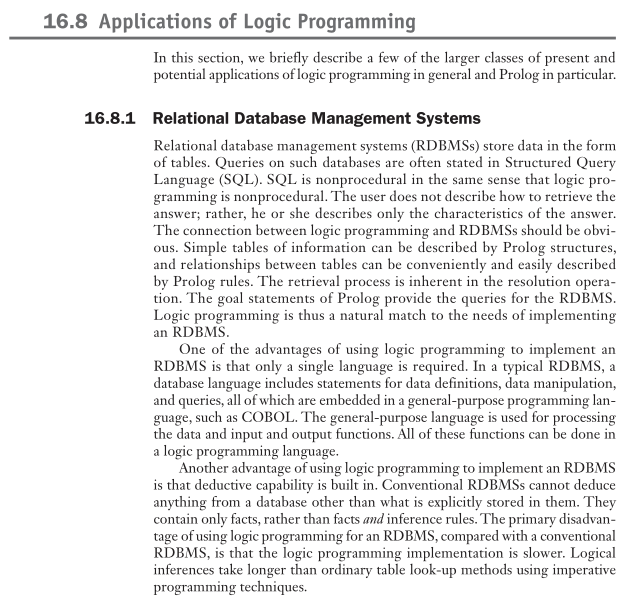 16.8 Applications of Logic Programming
In this section, we briefly describe a few of the larger classes of present and
potential applications of logic programming in general and Prolog in particular.
16.8.1 Relational Database Management Systems
Relational database management systems (RDBMSs) store data in the form
of tables. Queries on such databases are often stated in Structured Query
Language (SQL). SQL is nonprocedural in the same sense that logic pro-
gramming is nonprocedural. The user does not describe how to retrieve the
answer; rather, he or she describes only the characteristics of the answer.
The connection between logic programming and RDBMSs should be obvi-
ous. Simple tables of information can be described by Prolog structures,
and relationships between tables can be conveniently and easily described
by Prolog rules. The retrieval process is inherent in the resolution opera-
tion. The goal statements of Prolog provide the queries for the RDBMS.
Logic programming is thus a natural match to the needs of implementing
an RDBMS.
One of the advantages of using logic programming to implement an
RDBMS is that only a single language is required. In a typical RDBMS, a
database language includes statements for data definitions, data manipulation,
and queries, all of which are embedded in a general-purpose programming lan-
guage, such as COBOL. The general-purpose language is used for processing
the data and input and output functions. All of these functions can be done in
a logic programming language.
Another advantage of using logic programming to implement an RDBMS
is that deductive capability is built in. Conventional RDBMSs cannot deduce
anything from a database other than what is explicitly stored in them. They
contain only facts, rather than facts and inference rules. The primary disadvan-
tage of using logic programming for an RDBMS, compared with a conventional
RDBMS, is that the logic programming implementation is slower. Logical
inferences take longer than ordinary table look-up methods using imperative
programming techniques.